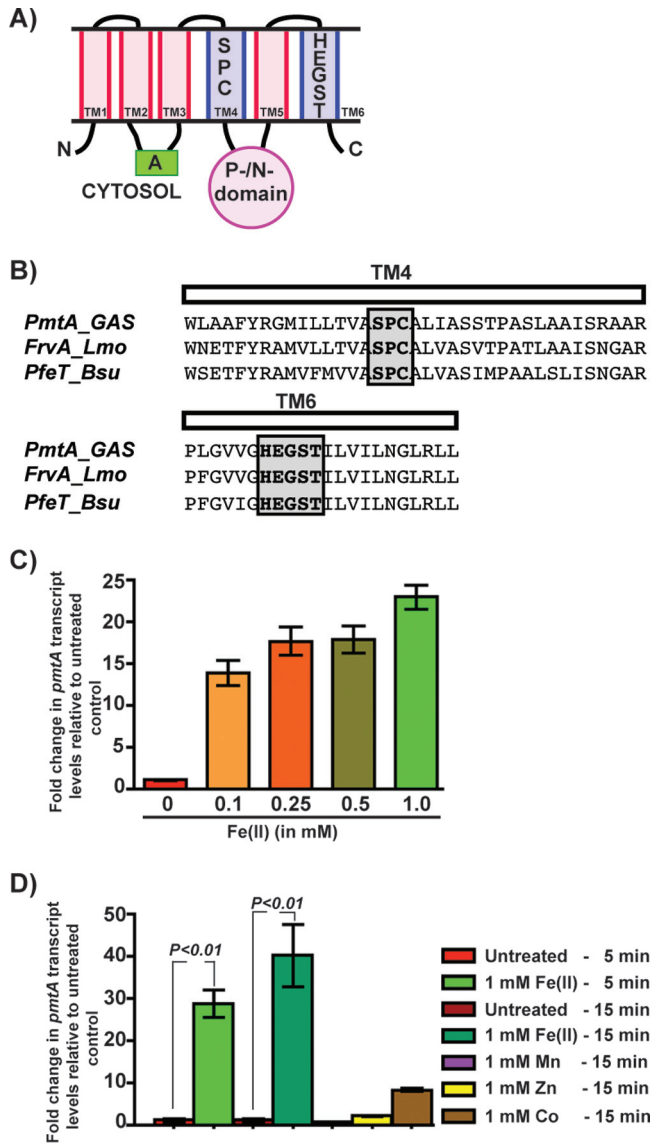 A)
SPC
HEGST
TM1 TM2 TM3 TM4 TM5 TM6
N
A
P-/N-
domain
C
CYTOSOL
B)
TM4
PmtA_GAS WLAAFYRGMILLTVASPCALIASSTPASLAAISRAAR
FrvA_Lmo WNETFYRAMVLLTVASPCALVASVTPATLAAISNGAR
PfeT_Bsu WSETFYRAMVFMVVASPCALVASIMPAALSLISNGAR
TM6
PmtA_GAS PLGVVGHEGSTILVILNGLRLL
FrvA_Lmo PFGVVGHEGSTILVILNGLRLL
PfeT_Bsu PFGVIGHEGSTILVILNGLRLL
C)
Fold change in pmtA transcript
levels relative to untreated
control
25
20
15
10
5
0
0 0.1 0.25 0.5 1.0
Fe(II) (in mM)
D)
Fold change in pmtA transcript
levels relative to untreated
control
50
40
30
20
10
0
P<0.01
P<0.01
Untreated - 5 min
1 mM Fe(II) - 5 min
Untreated - 15 min
1 mM Fe(II) - 15 min
1 mM Mn - 15 min
1 mM Zn - 15 min
1 mM Co - 15 min